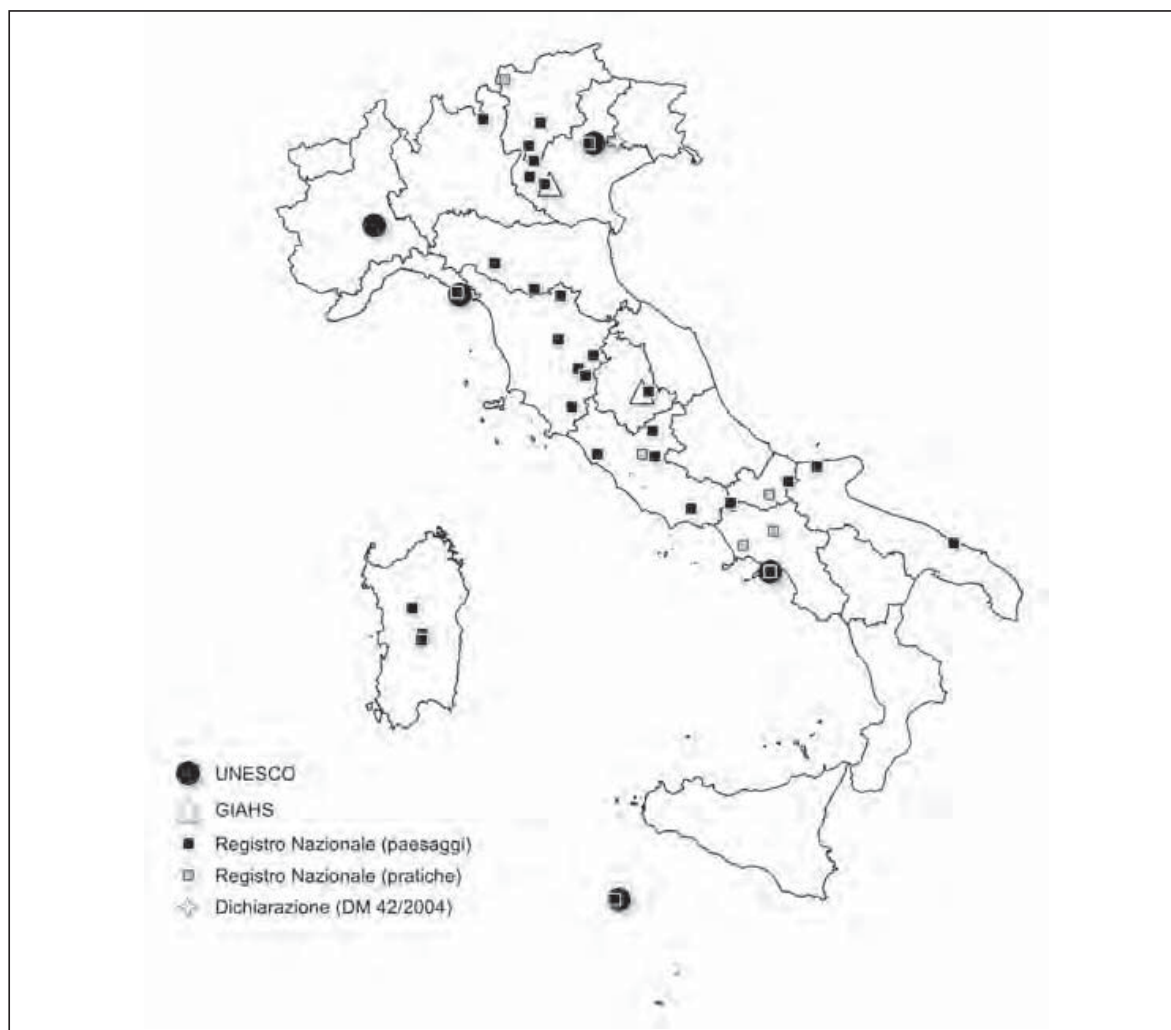 UNESCO
GIAHS
Registro Nazionale (paesaggi)
Registro Nazionale (pratiche)
Dichiarazione (DM 42/2004)